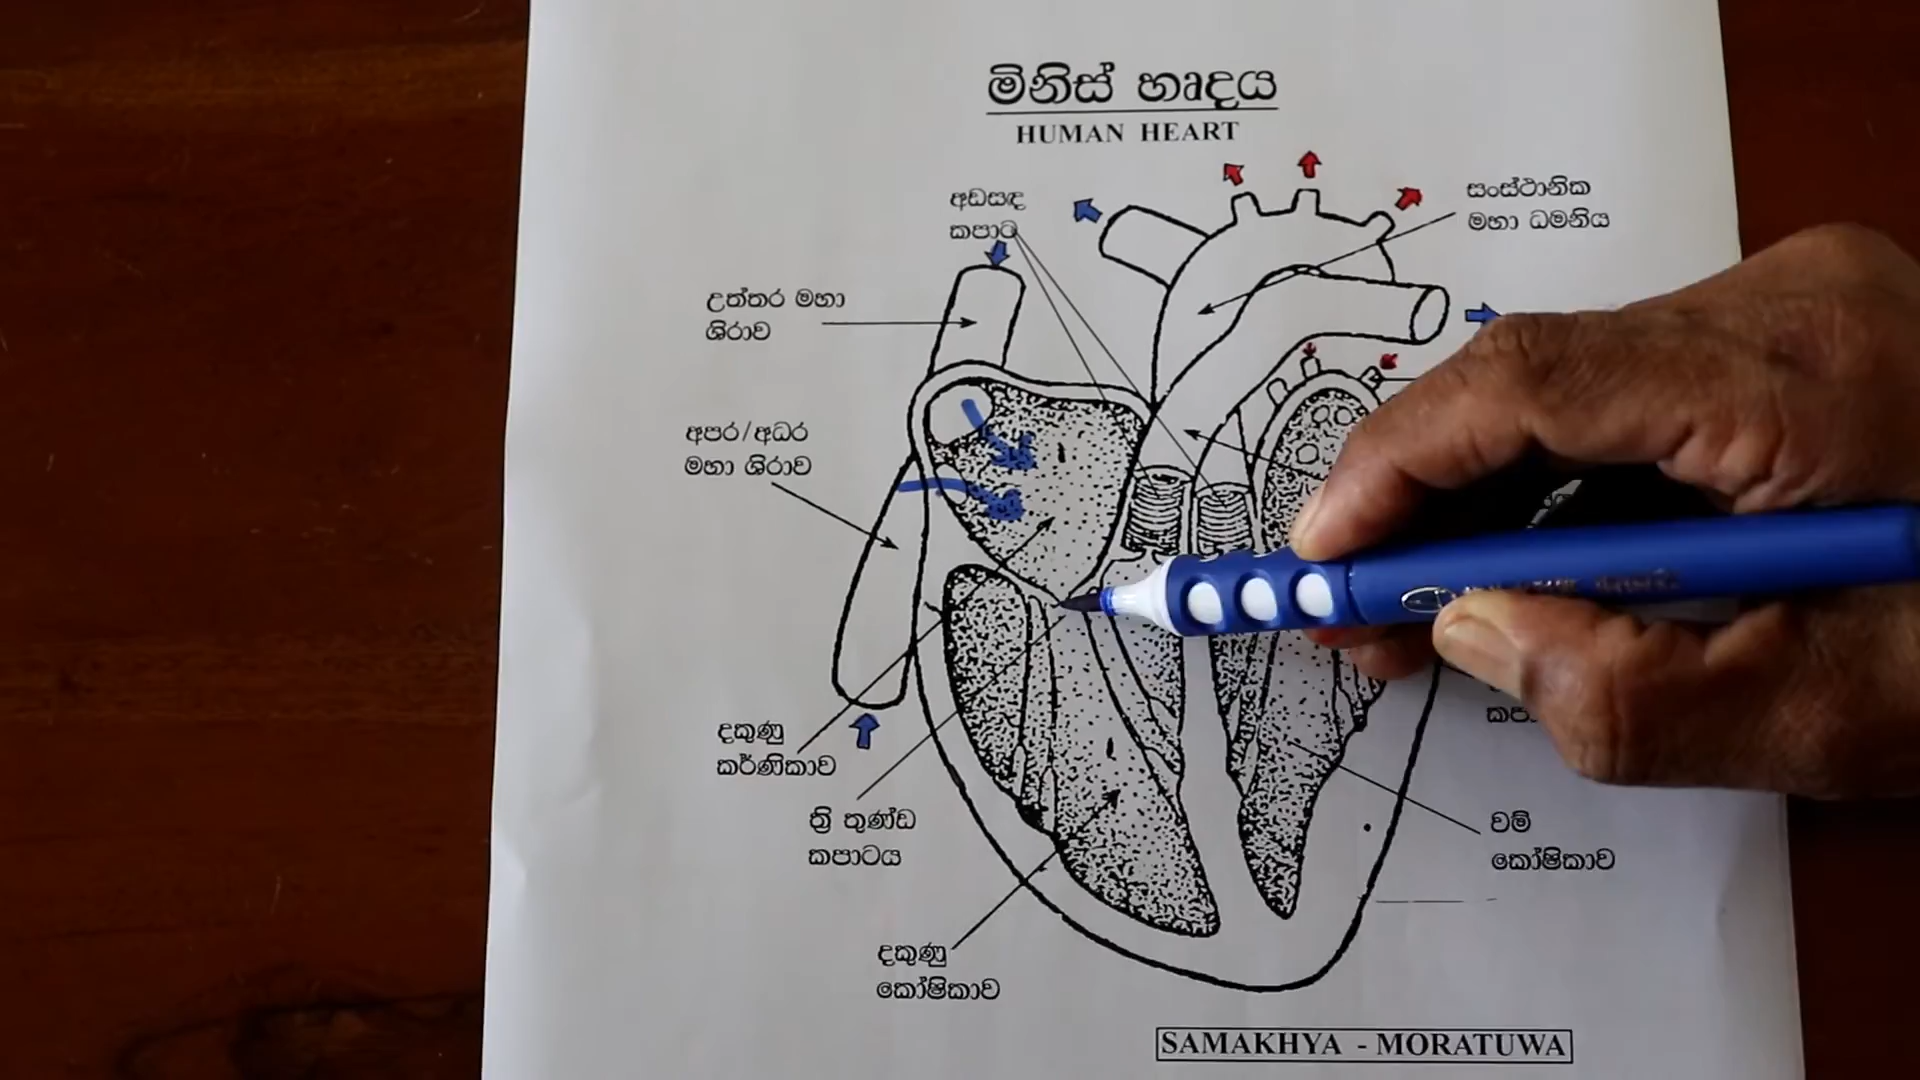 මිනිස් හෘදය
HUMAN HEART
අඩසඳ
කපාට
සංස්ථානික
මහා ධමනිය
උත්තර මහා
ශිරාව
අපර/අධර
මහා ශිරාව
දකුණු
කර්ණිකාව
ත්‍රි තුණ්ඩ
කපාටය
වම්
කෝෂිකාව
දකුණු
කෝෂිකාව
SAMAKHYA - MORATUWA